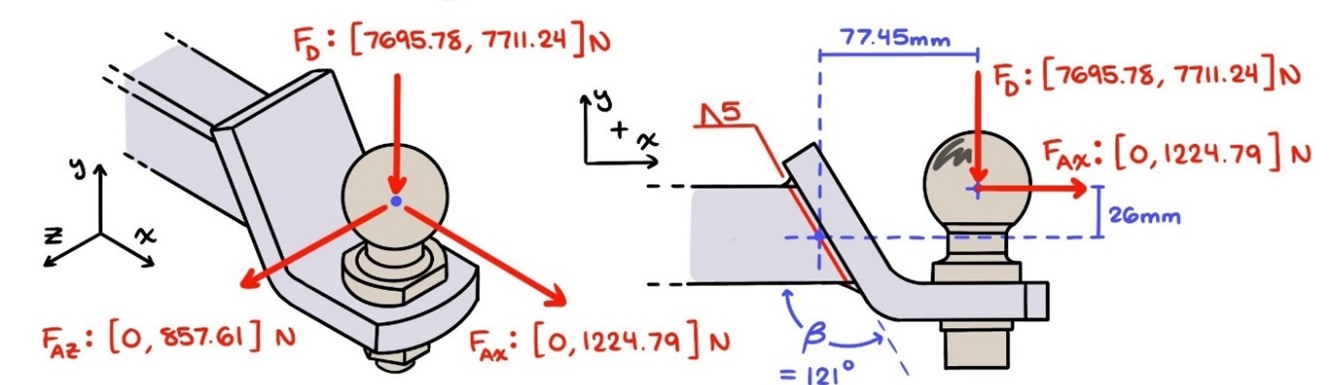 F_D: [7695.78, 7711.24]N
y
z
x
F_AZ: [0, 857.61] N
F_AX: [0, 1224.79] N
y
+
x
77.45mm
F_D: [7695.78, 7711.24]N
Δ5
F_AX: [0, 1224.79] N
26mm
β
= 121°